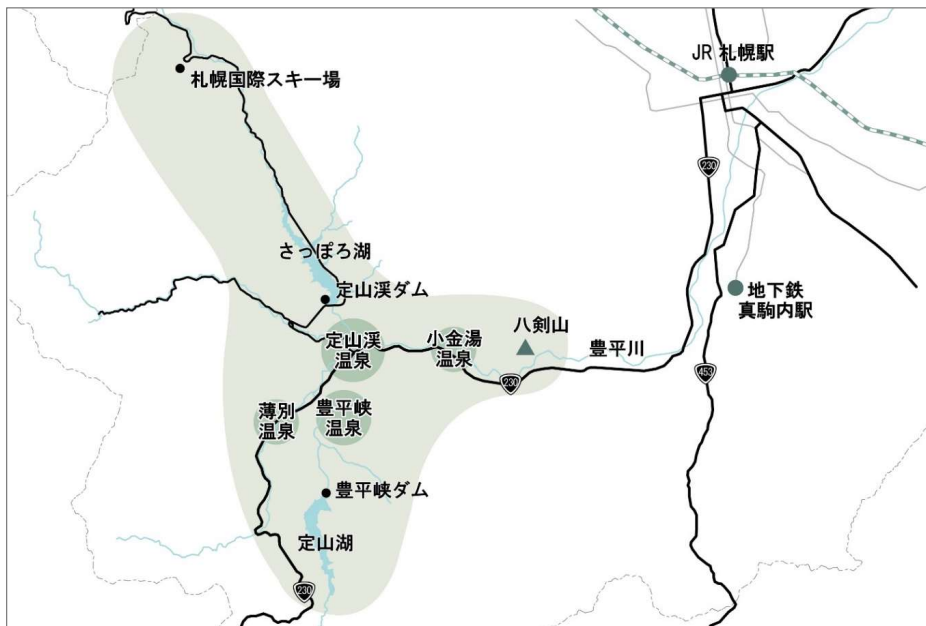 JR 札幌駅
札幌国際スキー場
230
さっぽろ湖
定山渓ダム
地下鉄
真駒内駅
八剣山
豊平川
定山渓
温泉
小金湯
温泉
230
453
薄別
温泉
豊平峡
温泉
豊平峡ダム
定山湖
230